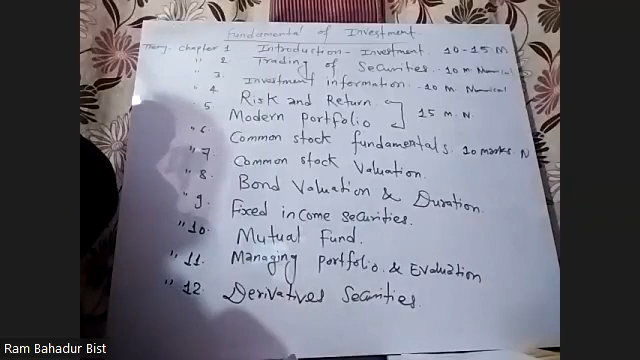 Fundamental of Investment.
Theory. Chapter 1 Introduction - Investment. 10-15 M
" 2 Trading of Securities - 10 m. Numerical
" 3. Investment information. - 10 m. Numerical
" 4 Risk and Return.
" 5. Modern portfolio ] 15 M. N.
" 6. Common stock fundamentals. 10 marks. N
" 7. Common stock Valuation.
" 8. Bond Valuation & Duration.
" 9. Fixed income securities.
" 10. Mutual Fund.
" 11. Managing portfolio & Evaluation
" 12. Derivatives Securities.
Ram Bahadur Bist